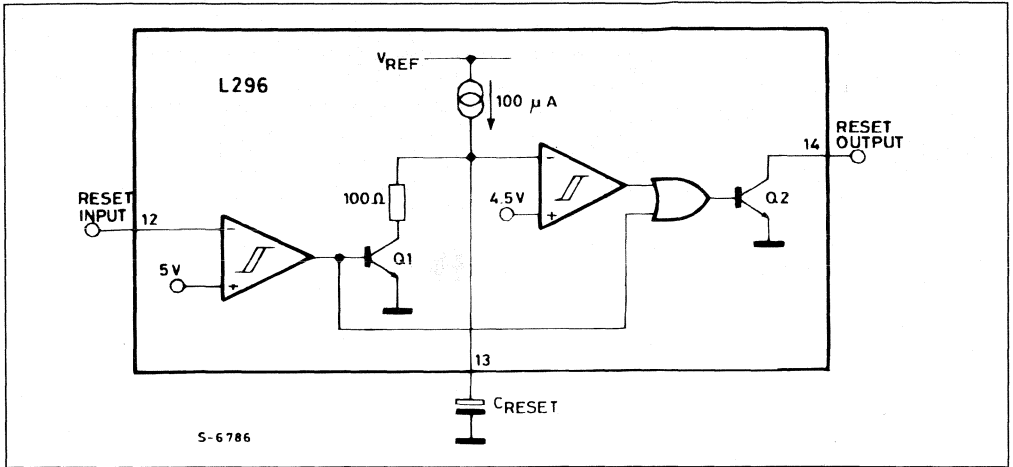 L296
VREF
100 μA
RESET
INPUT
12
5V
-
+
100Ω
Q1
4.5V
-
+
Q2
14
RESET
OUTPUT
13
CRESET
S-6786